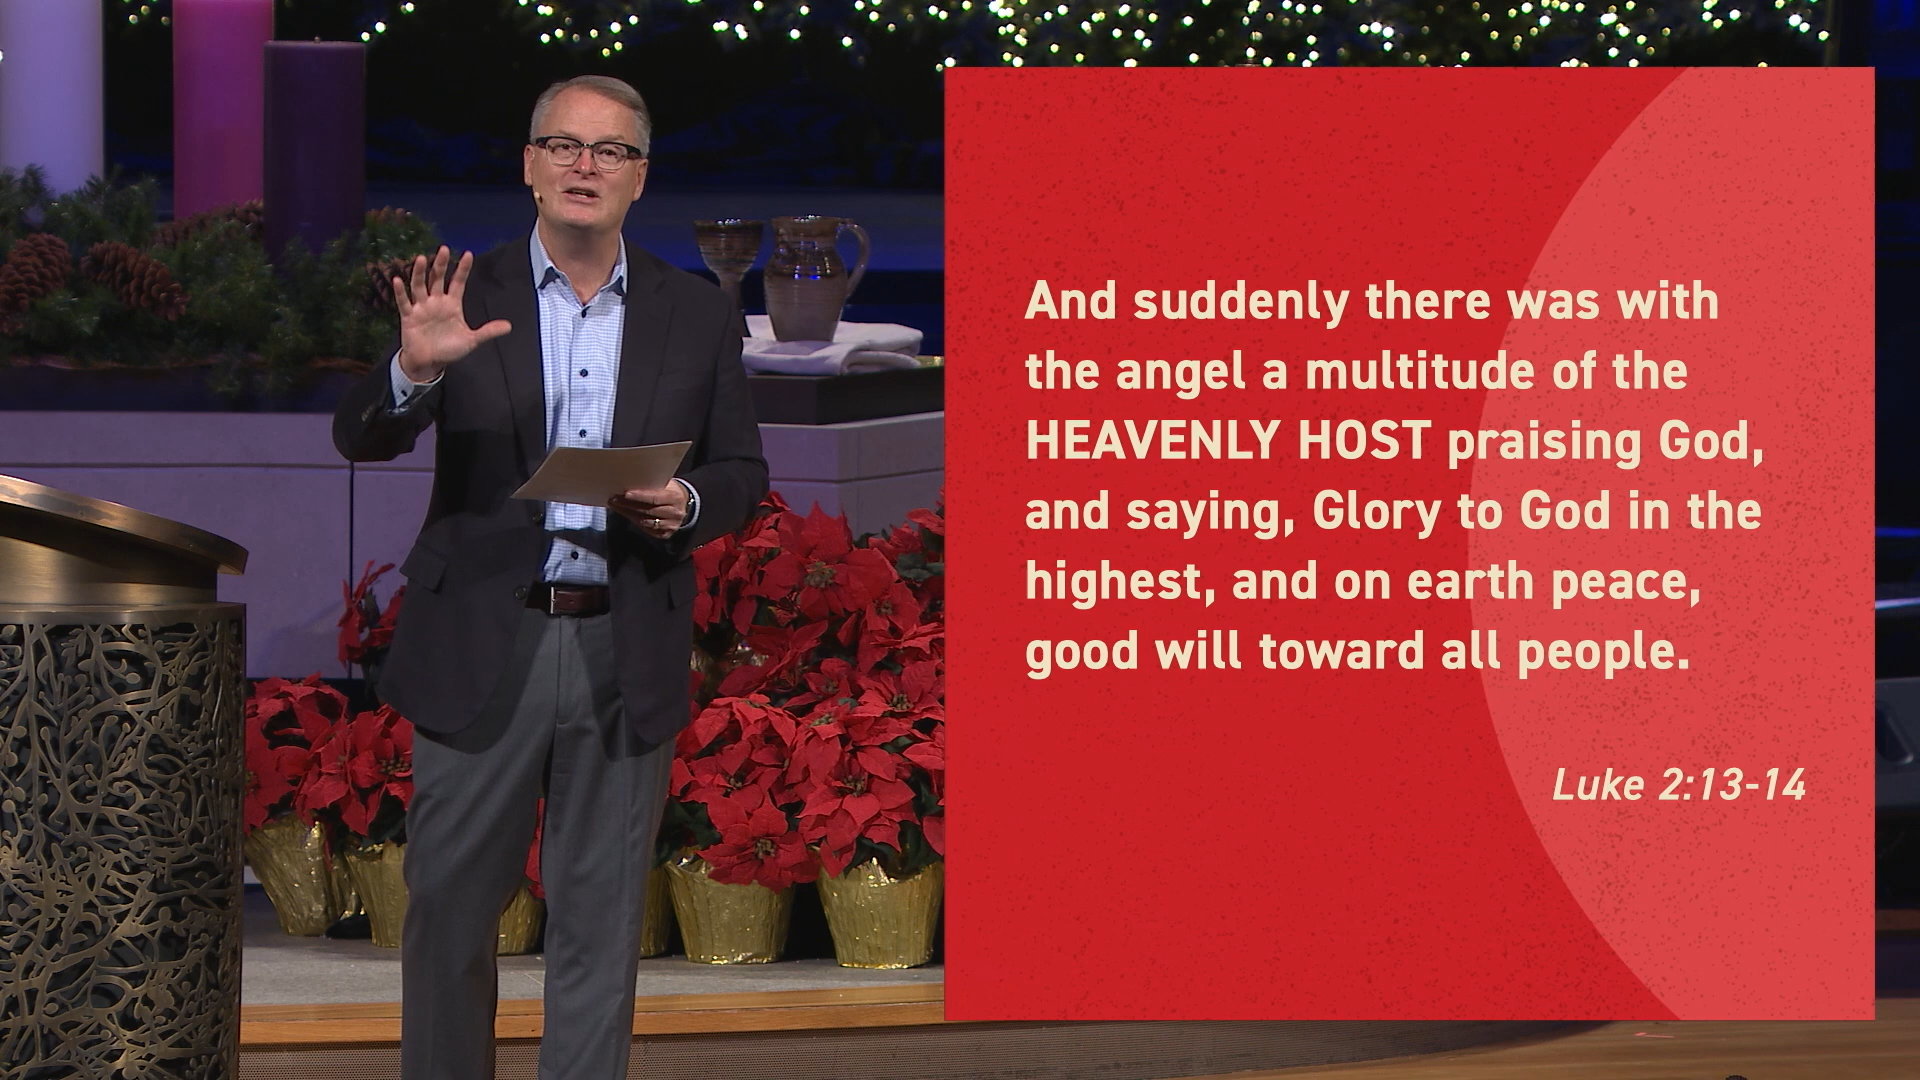 And suddenly there was with
the angel a multitude of the
HEAVENLY HOST praising God,
and saying, Glory to God in the
highest, and on earth peace,
good will toward all people.
Luke 2:13-14